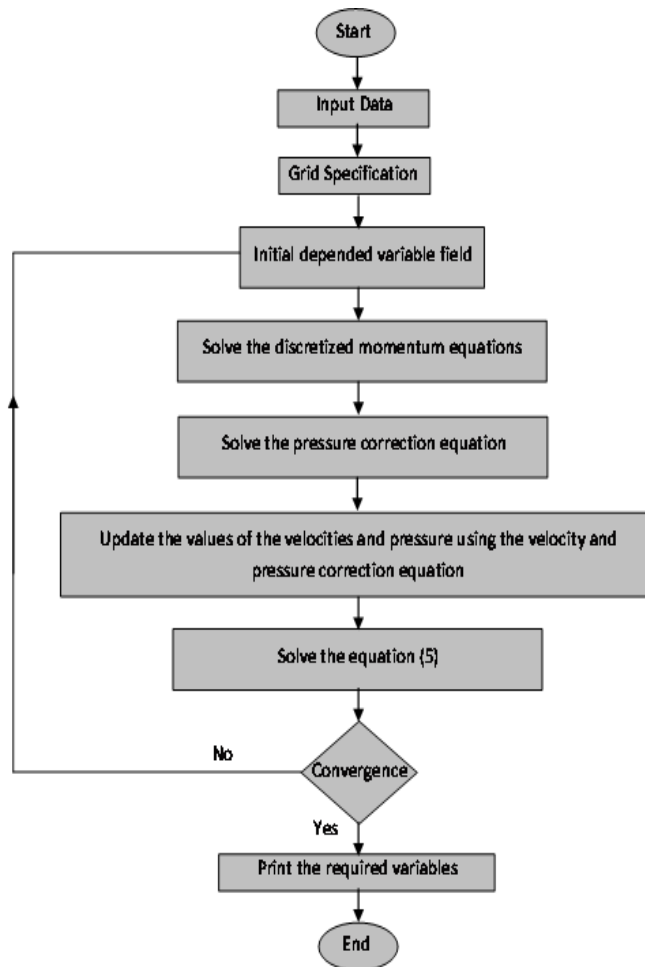 Start
Input Data
Grid Specification
Initial depended variable field
Solve the discretized momentum equations
Solve the pressure correction equation
Update the values of the velocities and pressure using the velocity and
pressure correction equation
Solve the equation (5)
No
Convergence
Yes
Print the required variables
End